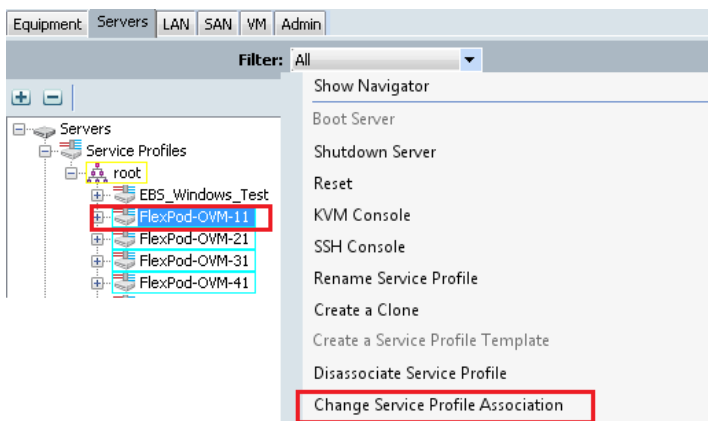 Equipment Servers LAN SAN VM Admin
Filter: All
Show Navigator
Boot Server
Shutdown Server
Reset
KVM Console
SSH Console
Rename Service Profile
Create a Clone
Create a Service Profile Template
Disassociate Service Profile
Change Service Profile Association
Servers
Service Profiles
root
EBS_Windows_Test
FlexPod-OVM-11
FlexPod-OVM-21
FlexPod-OVM-31
FlexPod-OVM-41